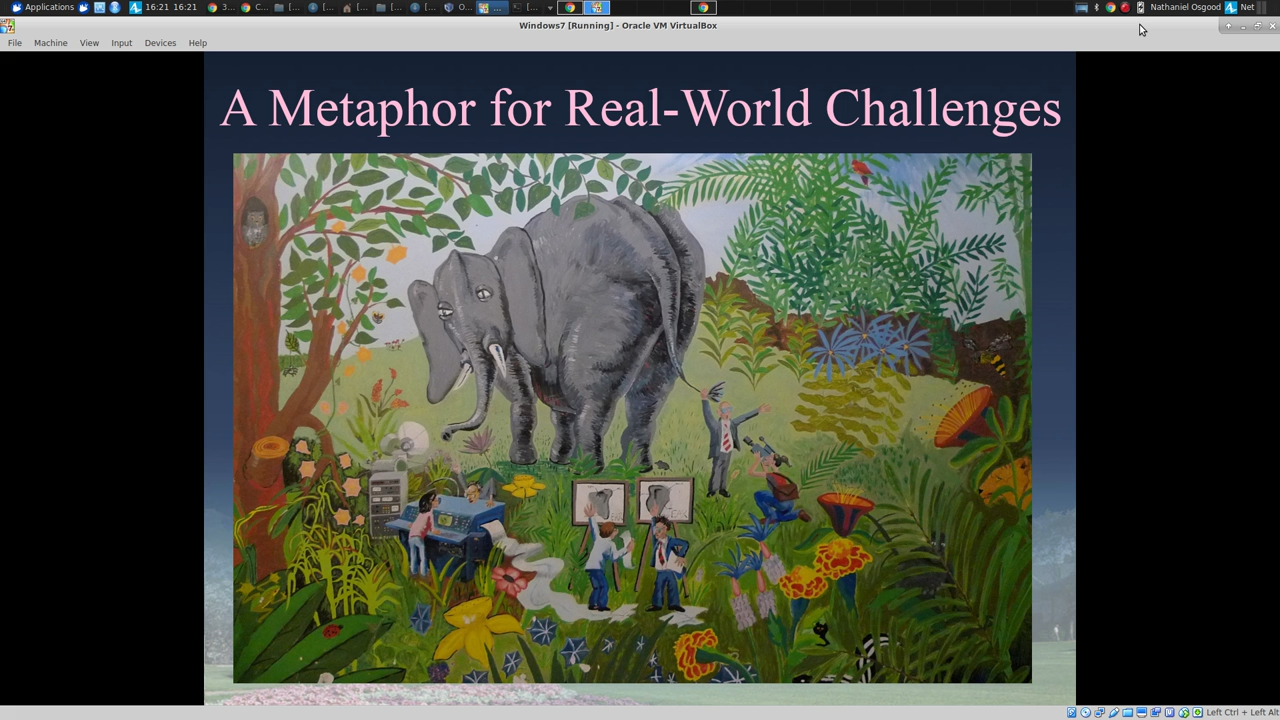 Applications
16:21 16:21
3...
C...
[...
[...
[...
[...
[...
...
[...
Nathaniel Osgood
Net
Windows7 [Running] - Oracle VM VirtualBox
File Machine View Input Devices Help
A Metaphor for Real-World Challenges
Left Ctrl + Left Alt